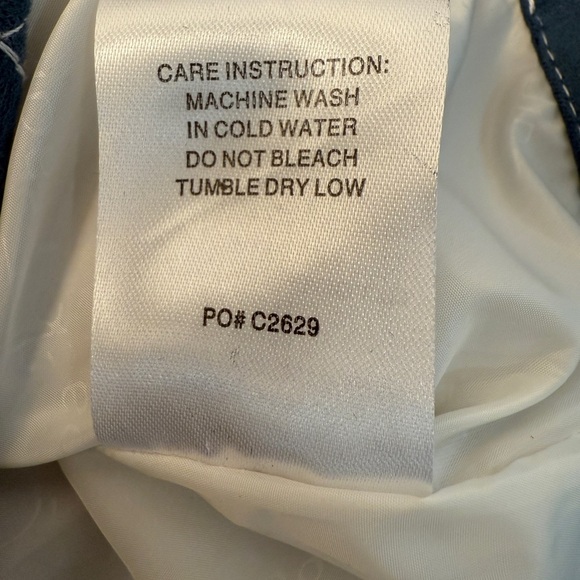 CARE INSTRUCTION:
MACHINE WASH
IN COLD WATER
DO NOT BLEACH
TUMBLE DRY LOW
PO# C2629